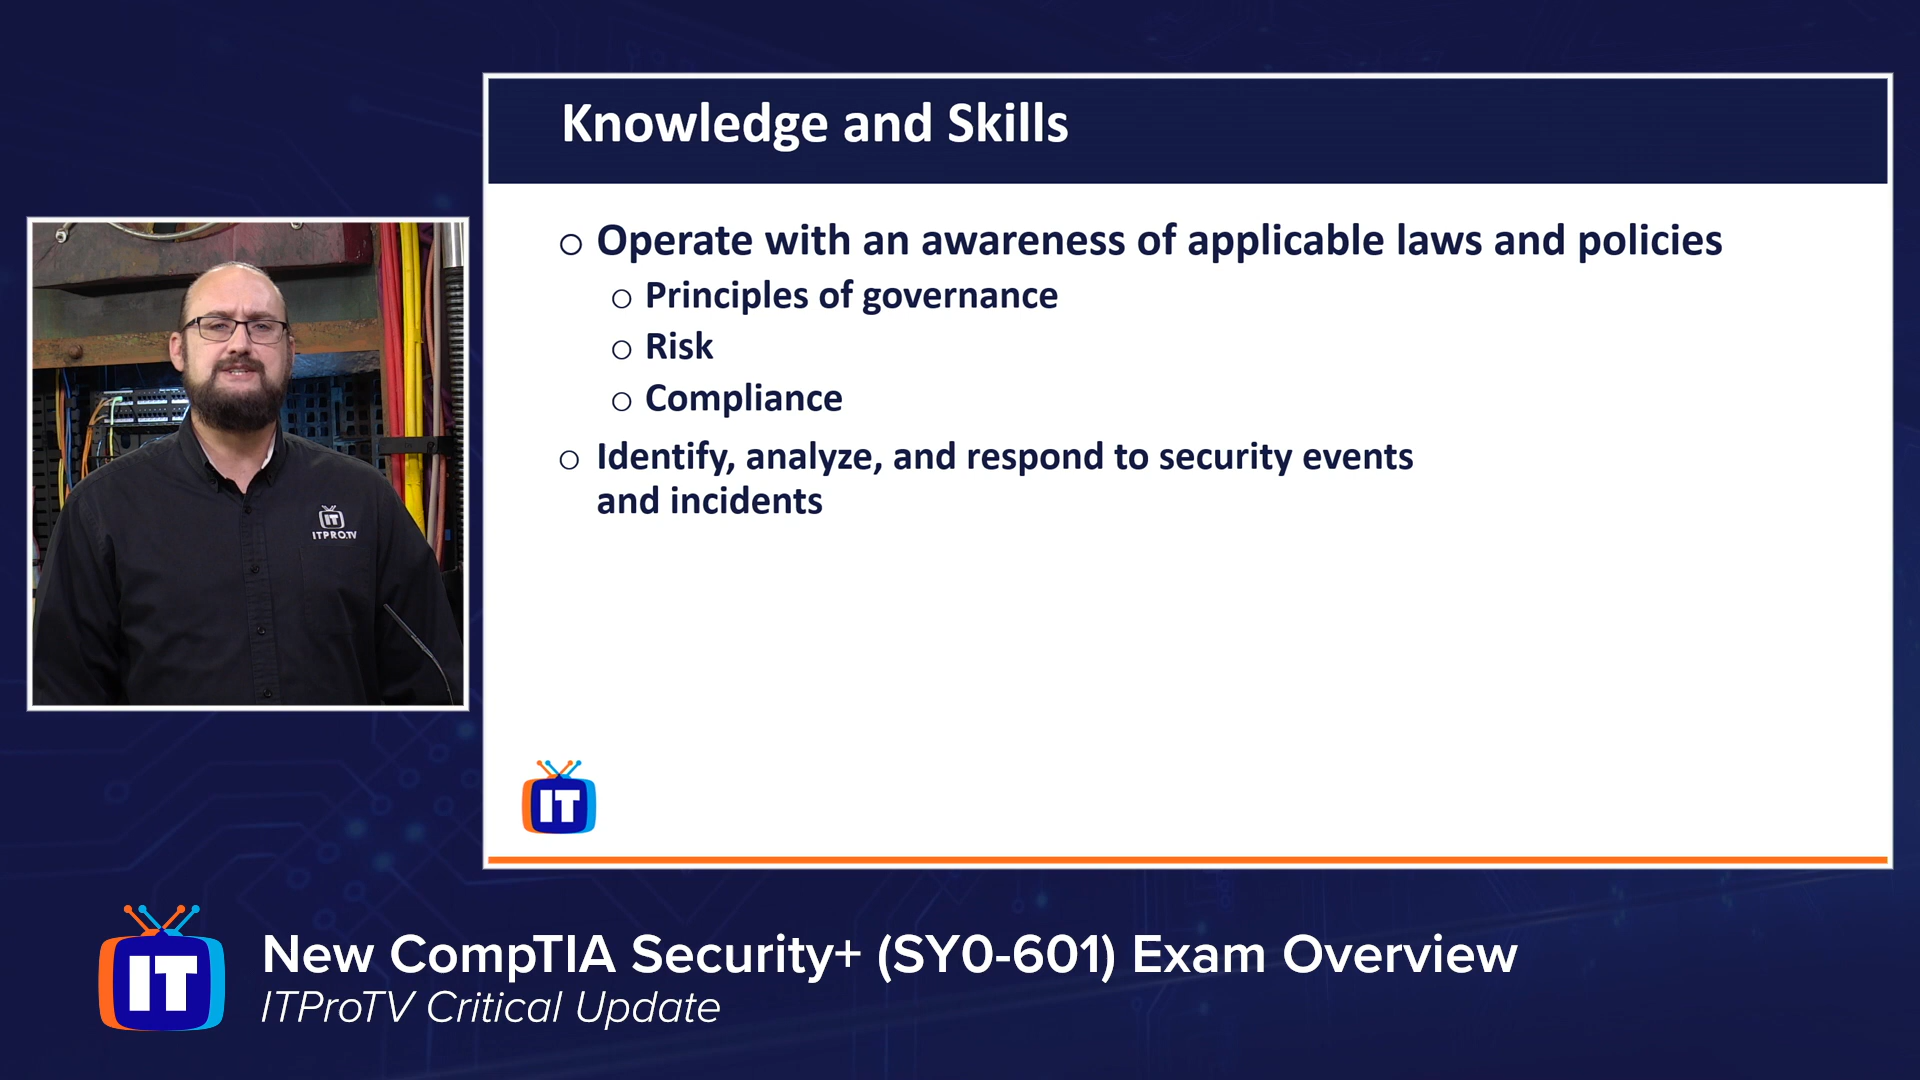 Knowledge and Skills
Operate with an awareness of applicable laws and policies
Principles of governance
Risk
Compliance
Identify, analyze, and respond to security events
and incidents
IT
ITPRO.TV
IT
IT
New CompTIA Security+ (SY0-601) Exam Overview
ITProTV Critical Update